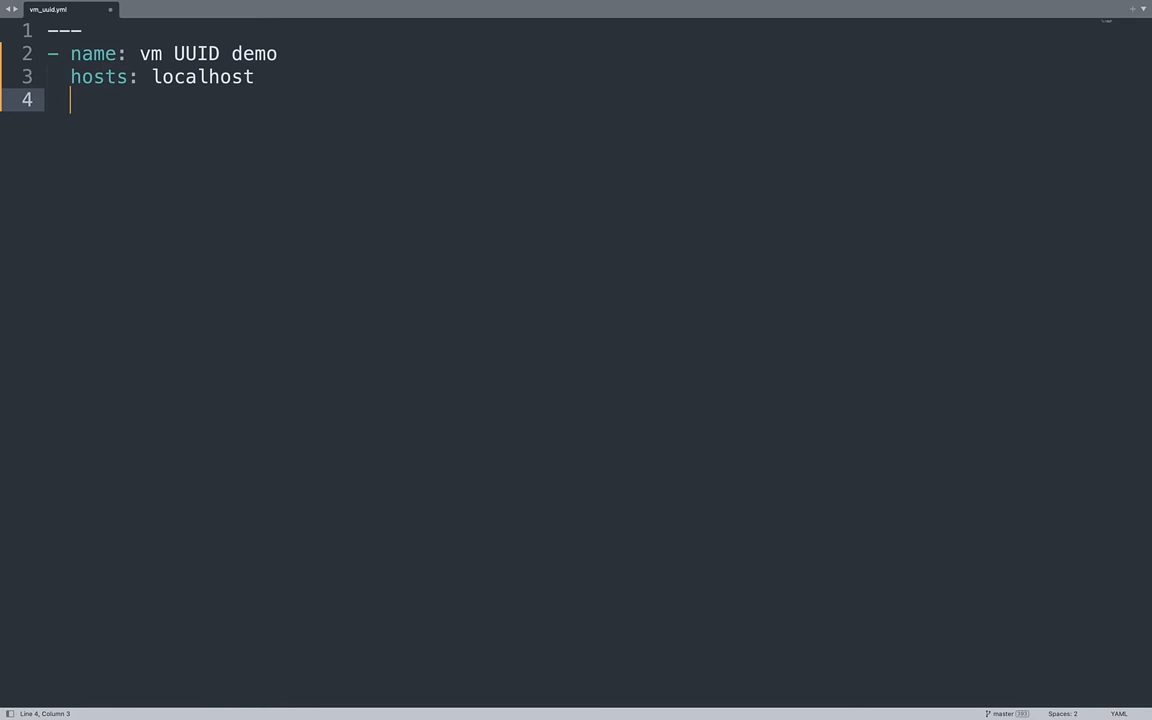 vm_uuid.yml
1 ---
2 - name: vm UUID demo
3 hosts: localhost
4
Line 4, Column 3 master 393 Spaces: 2 YAML